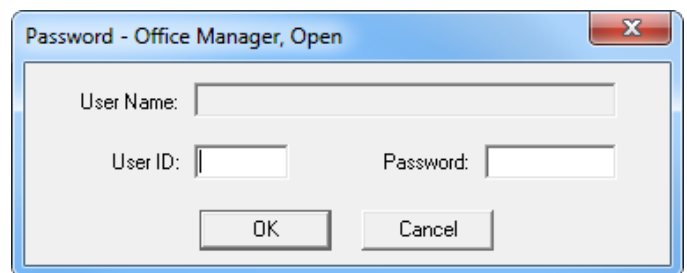 Password - Office Manager, Open
User Name:
User ID: Password:
OK Cancel